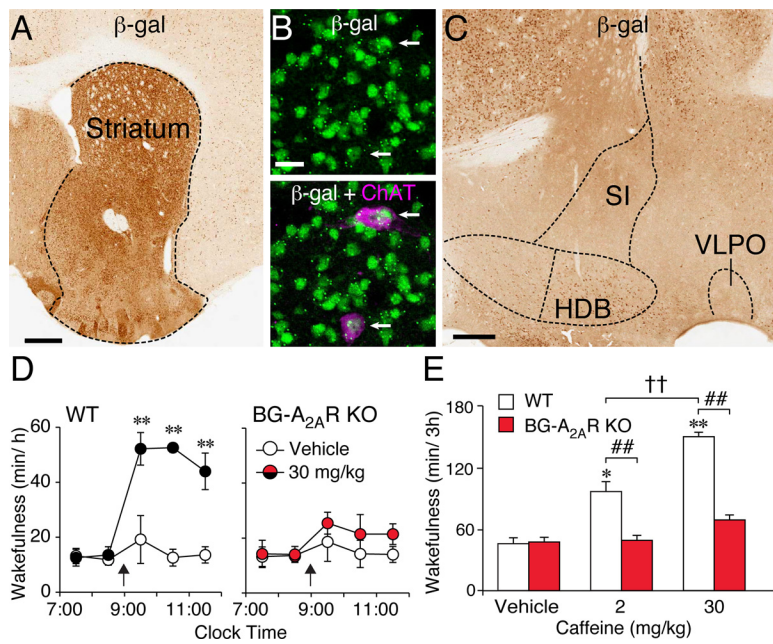 A
β-gal
Striatum
B
β-gal
β-gal + ChAT
C
β-gal
SI
VLPO
HDB
D
WT
BG-A2AR KO
Vehicle
30 mg/kg
Wakefulness (min/ h)
60
40
20
0
** ** **
7:00 9:00 11:00
7:00 9:00 11:00
Clock Time
E
WT
BG-A2AR KO
††
##
##
*
**
Wakefulness (min/ 3h)
180
120
60
0
Vehicle 2 30
Caffeine (mg/kg)